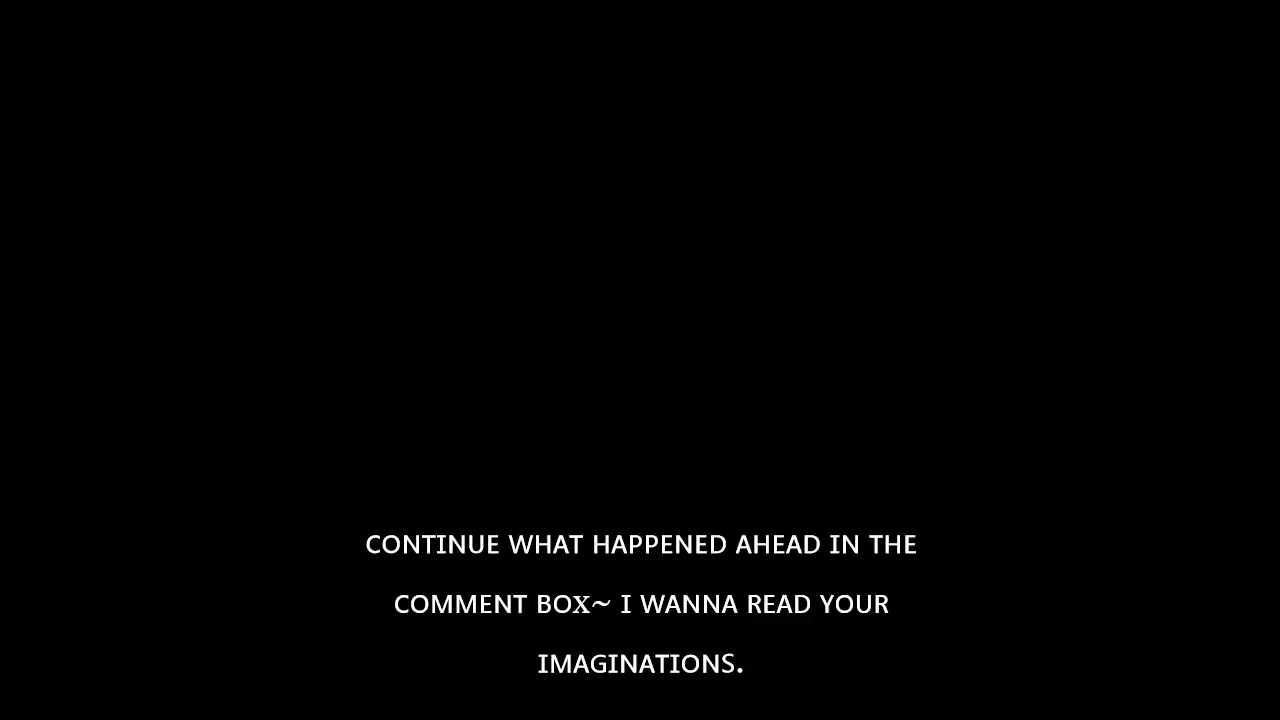 CONTINUE WHAT HAPPENED AHEAD IN THE
COMMENT BOX~ I WANNA READ YOUR
IMAGINATIONS.